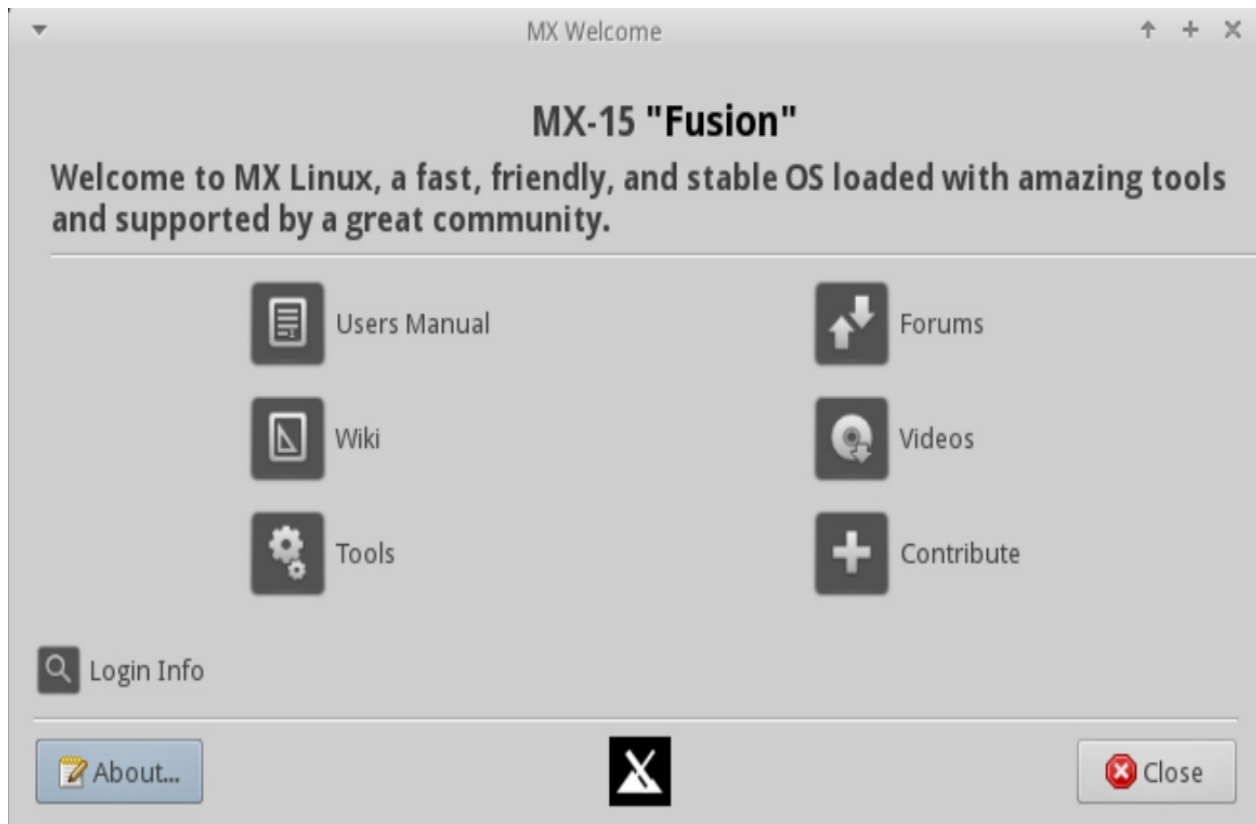 MX Welcome
MX-15 "Fusion"
Welcome to MX Linux, a fast, friendly, and stable OS loaded with amazing tools
and supported by a great community.
Users Manual
Forums
Wiki
Videos
Tools
Contribute
Login Info
About...
Close